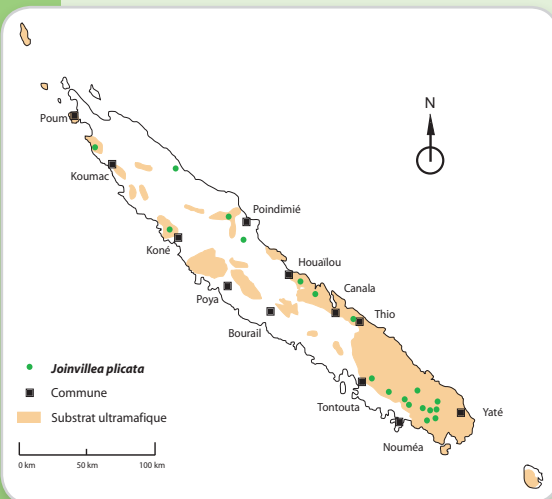 N
Poum
Koumac
Poindimié
Koné
Houaïlou
Canala
Poya
Thio
Bourail
Joinvillea plicata
Commune
Substrat ultramafique
Tontouta
Yaté
Nouméa
0 km 50 km 100 km